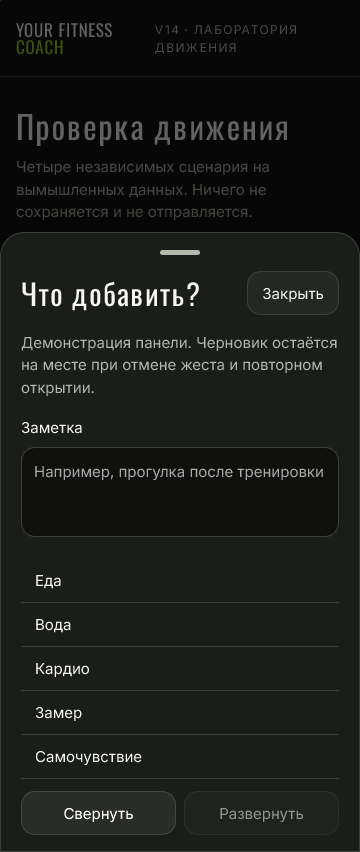 YOUR FITNESS
COACH
V14 · ЛАБОРАТОРИЯ
ДВИЖЕНИЯ
Проверка движения
Четыре независимых сценария на
вымышленных данных. Ничего не
сохраняется и не отправляется.
Что добавить?
Закрыть
Демонстрация панели. Черновик остаётся
на месте при отмене жеста и повторном
открытии.
Заметка
Например, прогулка после тренировки
Еда
Вода
Кардио
Замер
Самочувствие
Свернуть
Развернуть